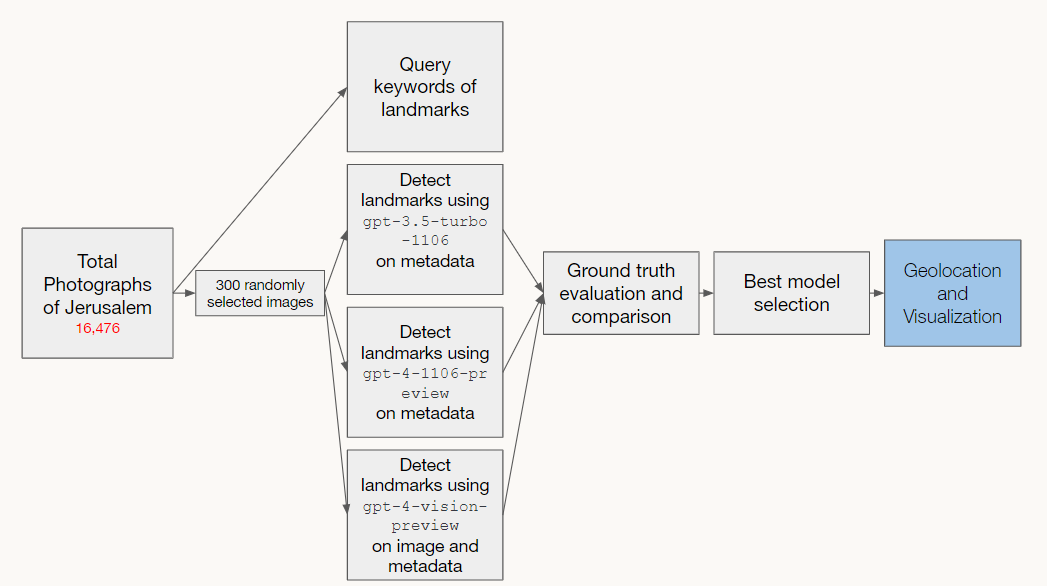 Query
keywords of
landmarks
Detect
landmarks using
gpt-3.5-turbo
-1106
on metadata
Total
Photographs
of Jerusalem
16,476
300 randomly
selected images
Ground truth
evaluation and
comparison
Best model
selection
Geolocation
and
Visualization
Detect
landmarks using
gpt-4-1106-pr
eview
on metadata
Detect
landmarks using
gpt-4-vision-
preview
on image and
metadata